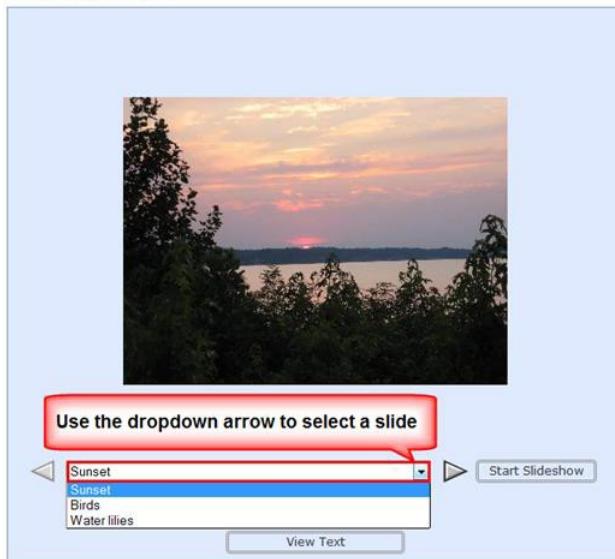 Use the dropdown arrow to select a slide
Sunset
Start Slideshow
Sunset
Birds
Water lilies
View Text